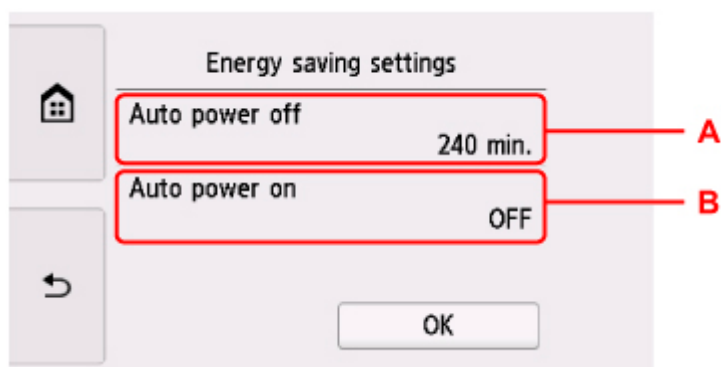 Energy saving settings
Auto power off
240 min.
A
Auto power on
OFF
B
OK